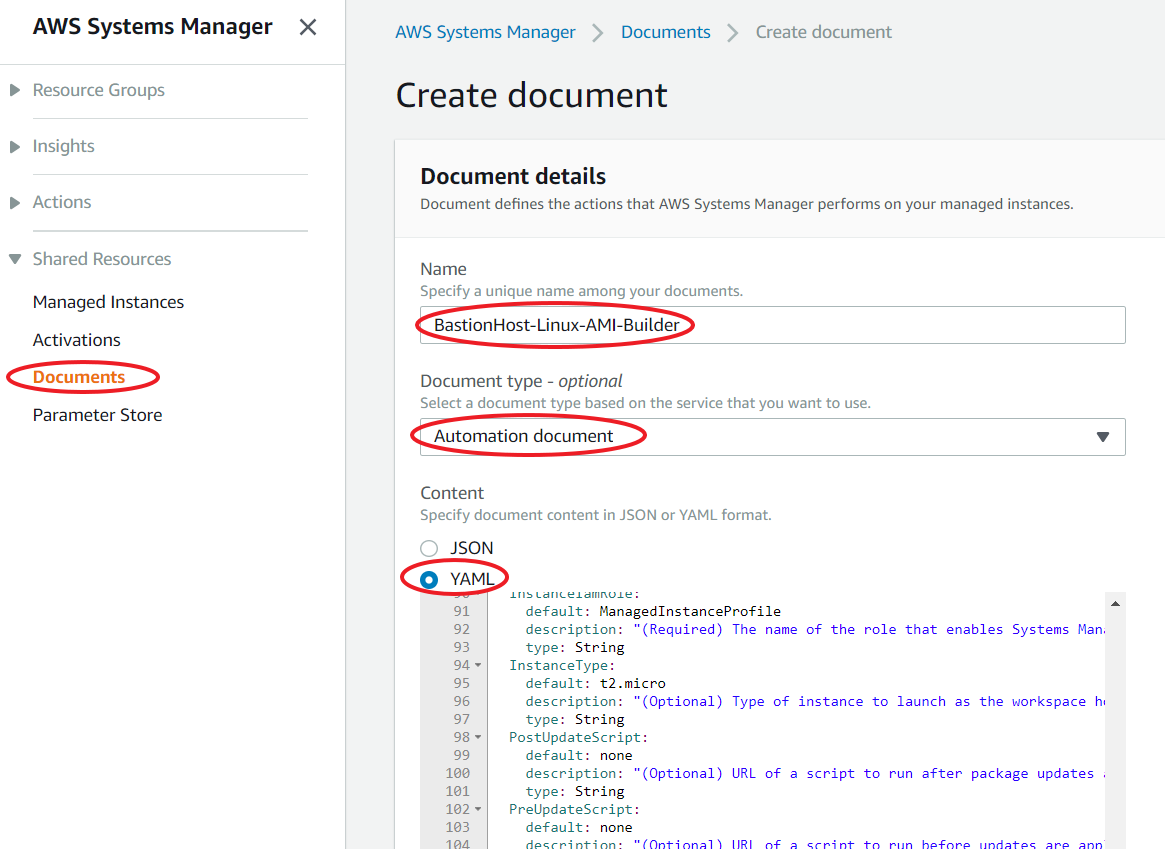 AWS Systems Manager
Resource Groups
Insights
Actions
Shared Resources
Managed Instances
Activations
Documents
Parameter Store
AWS Systems Manager > Documents > Create document
Create document
Document details
Document defines the actions that AWS Systems Manager performs on your managed instances.
Name
Specify a unique name among your documents.
BastionHost-Linux-AMI-Builder
Document type - optional
Select a document type based on the service that you want to use.
Automation document
Content
Specify document content in JSON or YAML format.
JSON
YAML
90 InstanceIamRole:
91 default: ManagedInstanceProfile
92 description: "(Required) The name of the role that enables Systems Mana
93 type: String
94 InstanceType:
95 default: t2.micro
96 description: "(Optional) Type of instance to launch as the workspace ho
97 type: String
98 PostUpdateScript:
99 default: none
100 description: "(Optional) URL of a script to run after package updates a
101 type: String
102 PreUpdateScript:
103 default: none
104 description: "(Optional) URL of a script to run before updates are appl